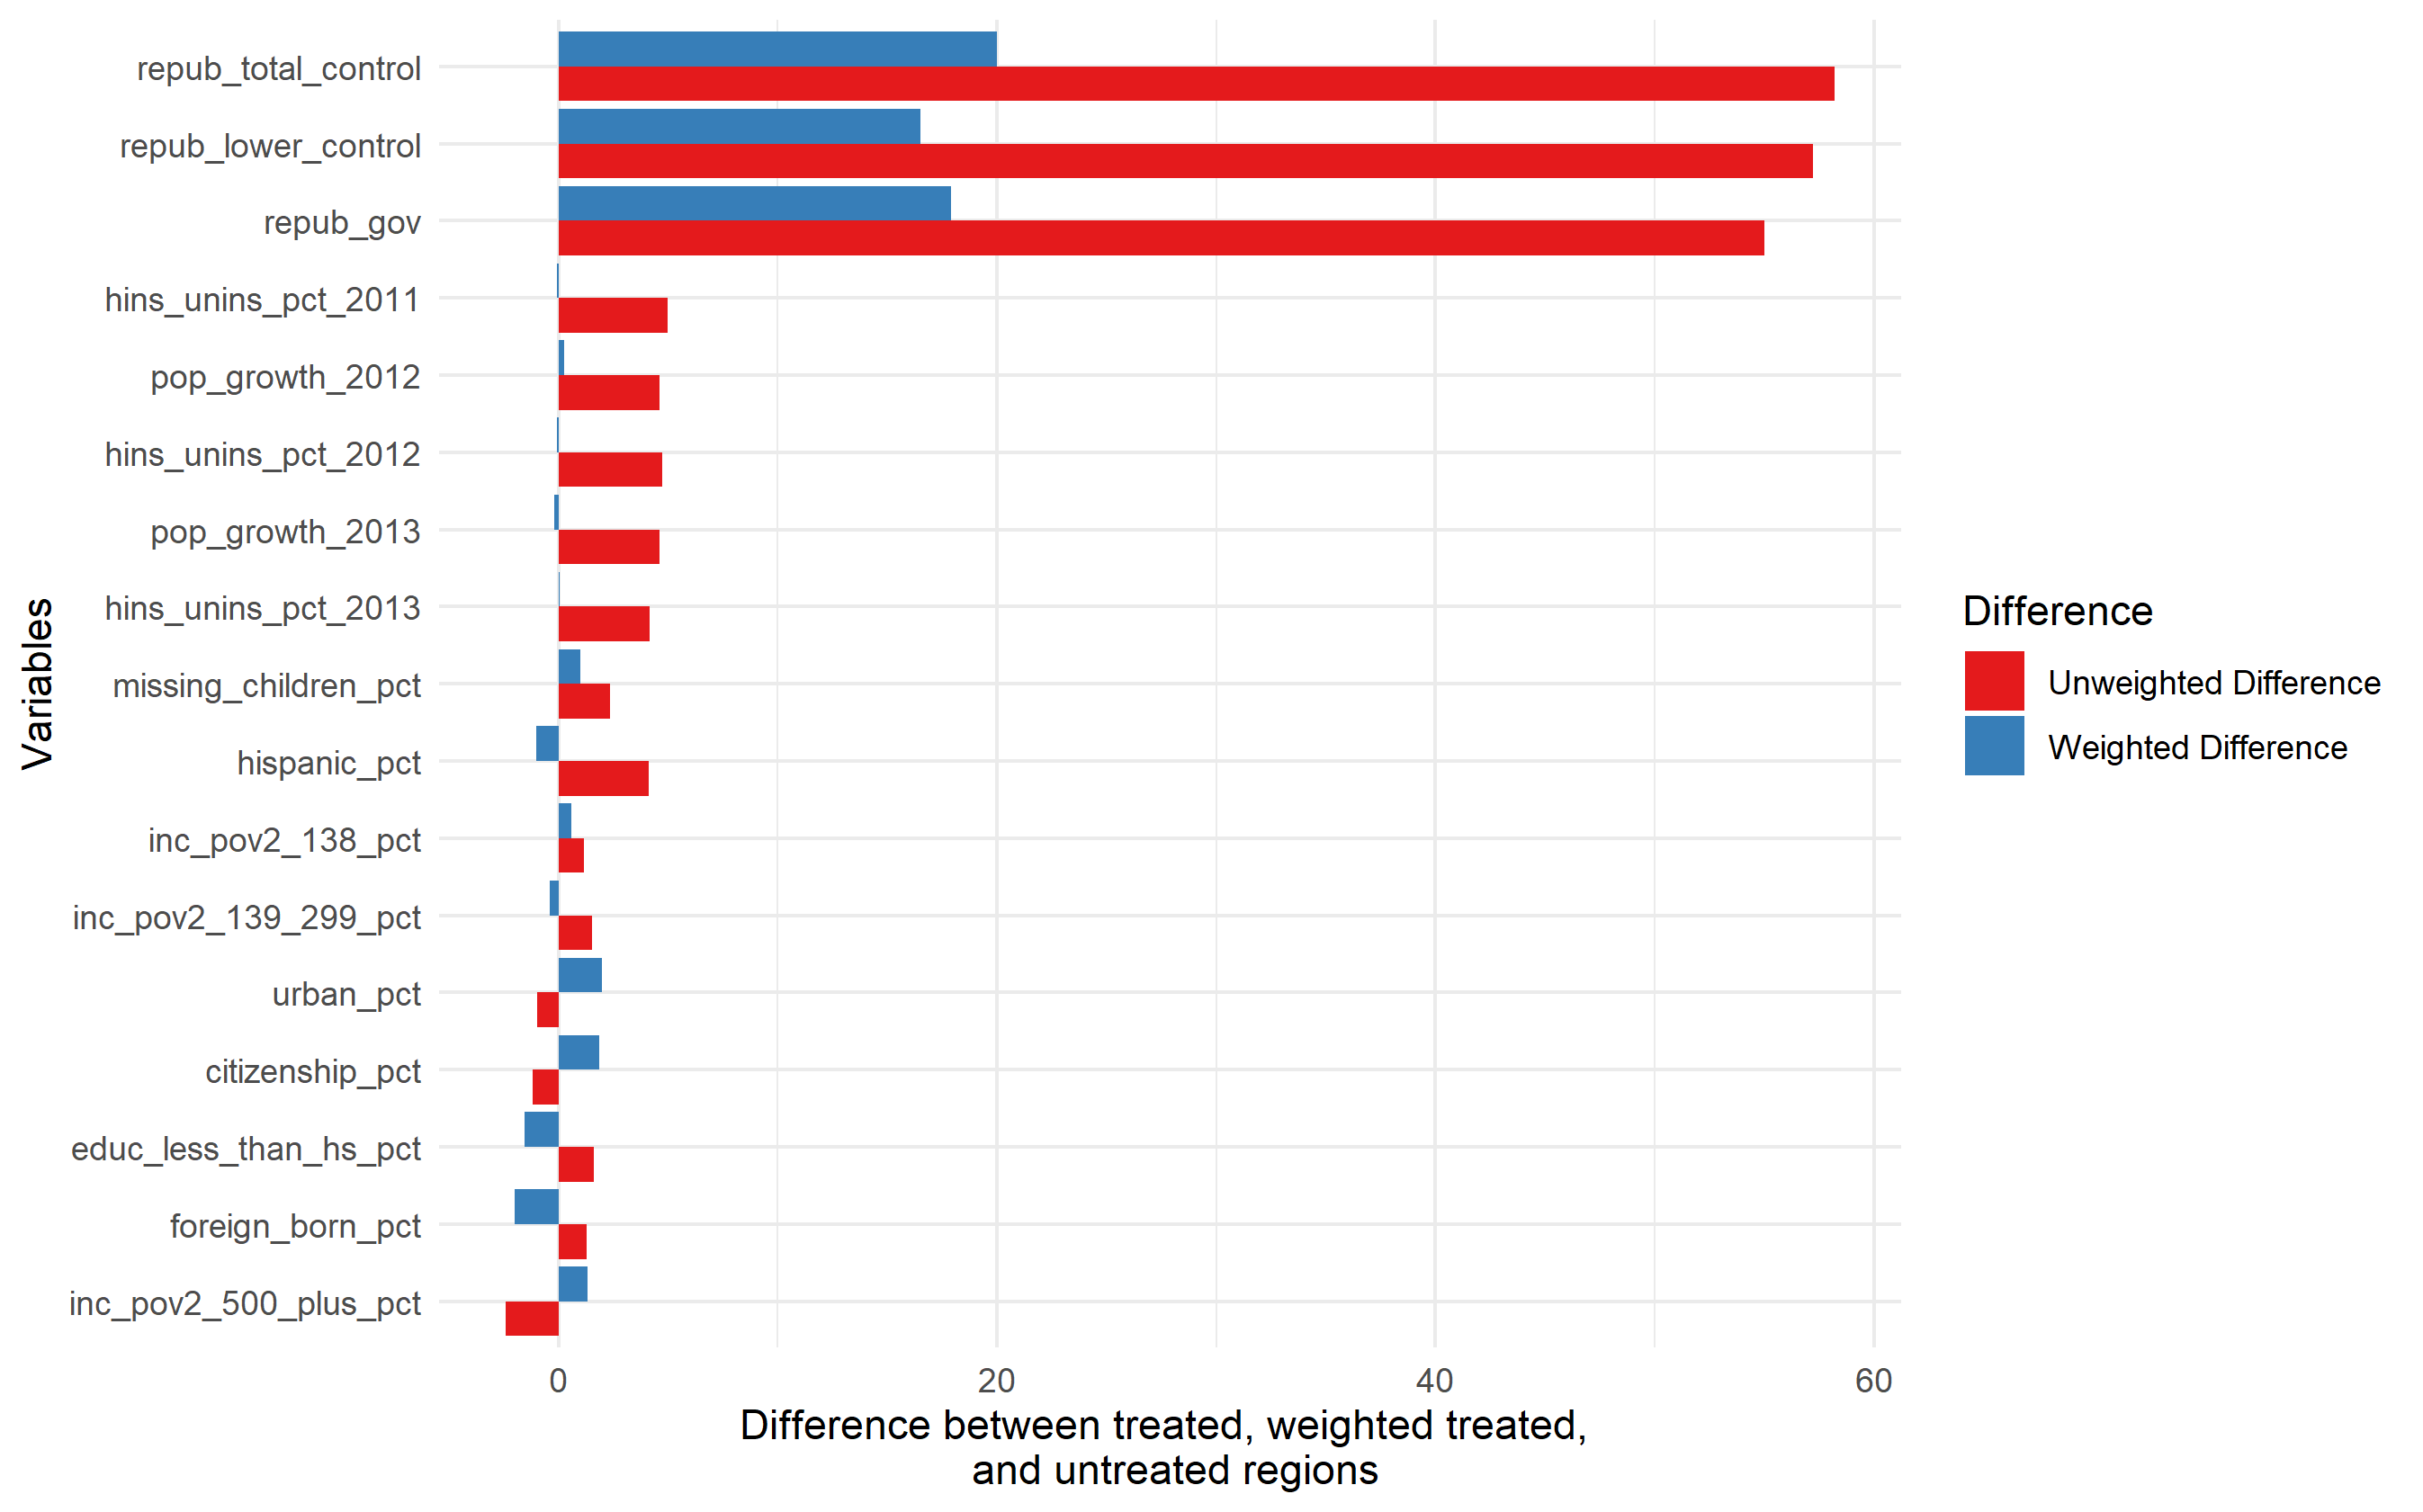 repub_total_control
repub_lower_control
repub_gov
hins_unins_pct_2011
pop_growth_2012
hins_unins_pct_2012
pop_growth_2013
hins_unins_pct_2013
missing_children_pct
hispanic_pct
inc_pov2_138_pct
inc_pov2_139_299_pct
urban_pct
citizenship_pct
educ_less_than_hs_pct
foreign_born_pct
inc_pov2_500_plus_pct
Variables
0 20 40 60
Difference between treated, weighted treated,
and untreated regions
Difference
Unweighted Difference
Weighted Difference